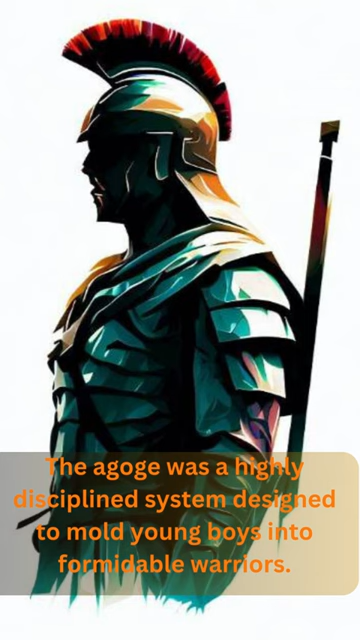 The agoge was a highly
disciplined system designed
to mold young boys into
formidable warriors.